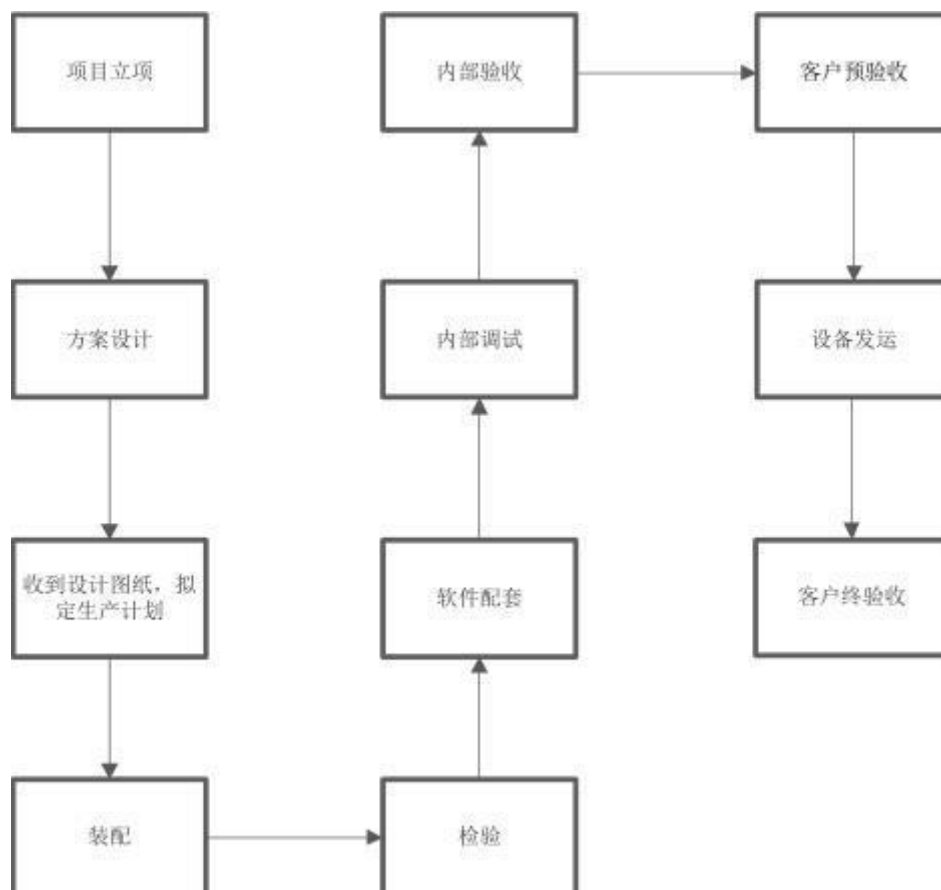 项目立项
方案设计
收到设计图纸，拟
定生产计划
装配
检验
软件配套
内部调试
内部验收
客户预验收
设备发运
客户终验收